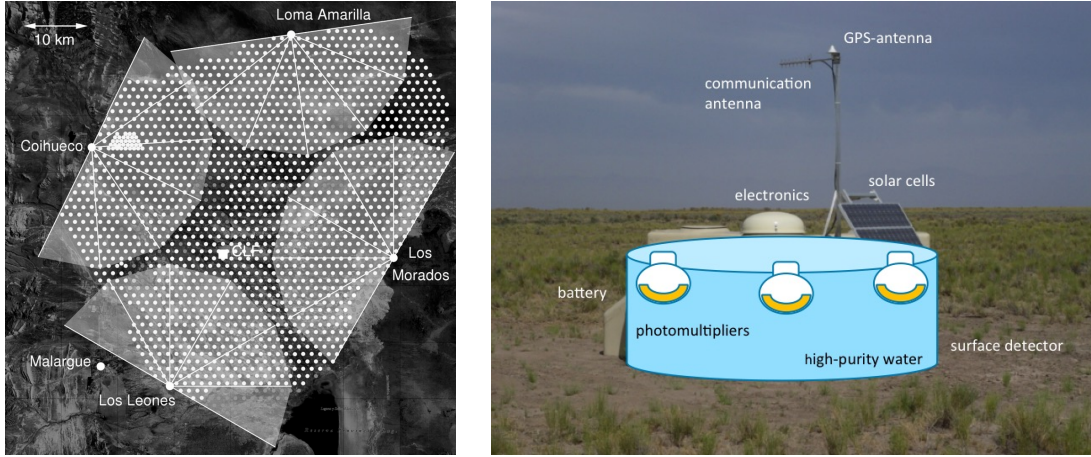 Loma Amarilla
10 km
Coihueco
CLF
Los
Morados
Malargue
Los Leones
GPS-antenna
communication
antenna
solar cells
electronics
battery
photomultipliers
surface detector
high-purity water